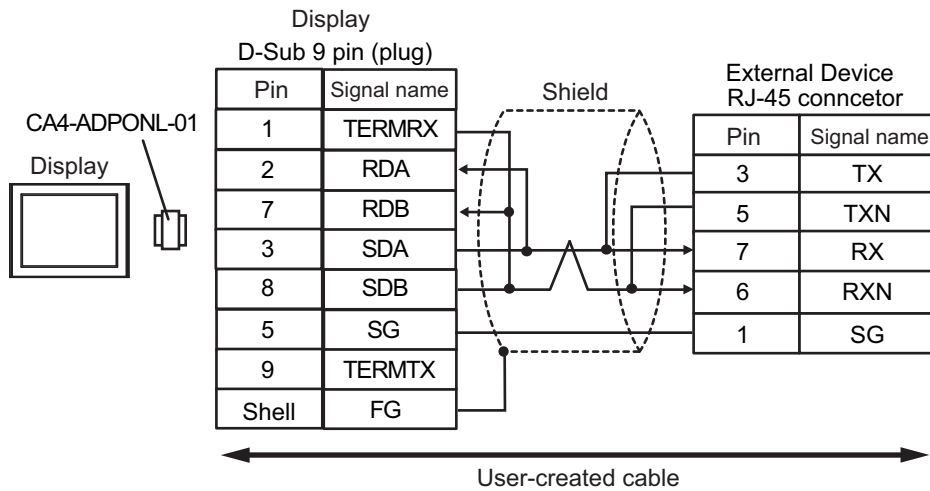 Display
D-Sub 9 pin (plug)
Pin Signal name
1 TERMRX
2 RDA
7 RDB
3 SDA
8 SDB
5 SG
9 TERMTX
Shell FG
CA4-ADPONL-01
Display
Shield
External Device
RJ-45 conncetor
Pin Signal name
3 TX
5 TXN
7 RX
6 RXN
1 SG
User-created cable